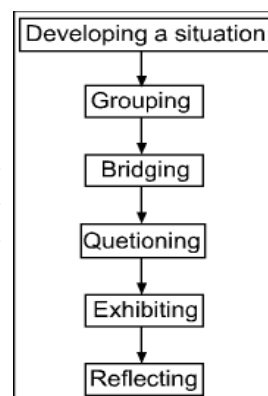 Developing a situation
Grouping
Bridging
Quetioning
Exhibiting
Reflecting